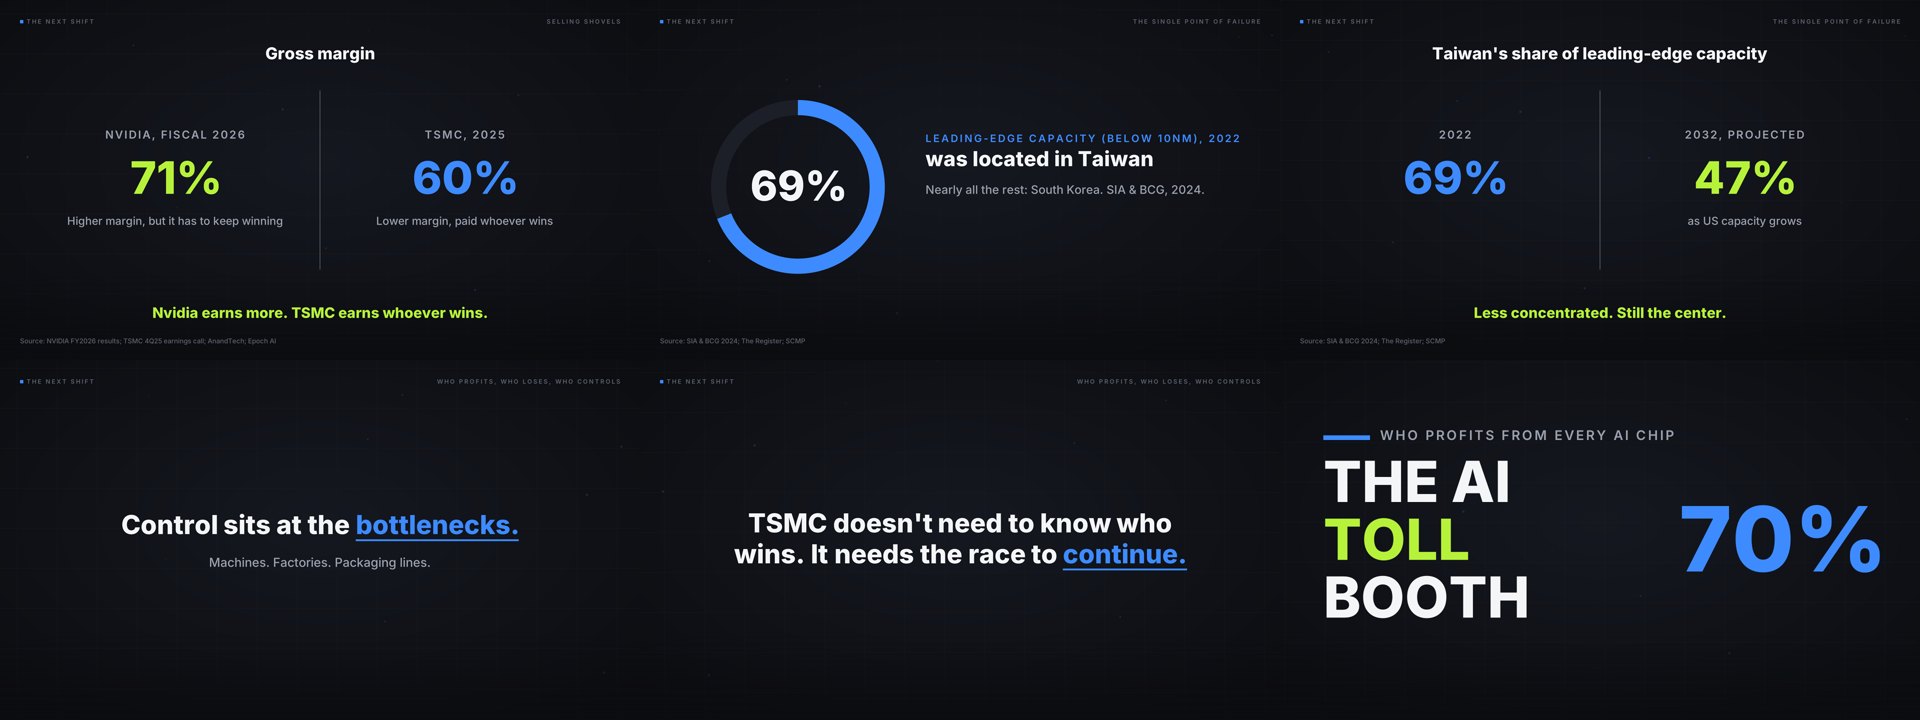 THE NEXT SHIFT
SELLING SHOVELS
Gross margin
NVIDIA, FISCAL 2026
71%
Higher margin, but it has to keep winning
TSMC, 2025
60%
Lower margin, paid whoever wins
Nvidia earns more. TSMC earns whoever wins.
Source: NVIDIA FY2026 results; TSMC 4Q25 earnings call; AnandTech; Epoch AI
THE NEXT SHIFT
THE SINGLE POINT OF FAILURE
69%
LEADING-EDGE CAPACITY (BELOW 10NM), 2022
was located in Taiwan
Nearly all the rest: South Korea. SIA & BCG, 2024.
Source: SIA & BCG 2024; The Register; SCMP
THE NEXT SHIFT
THE SINGLE POINT OF FAILURE
Taiwan's share of leading-edge capacity
2022
69%
2032, PROJECTED
47%
as US capacity grows
Less concentrated. Still the center.
Source: SIA & BCG 2024; The Register; SCMP
THE NEXT SHIFT
WHO PROFITS, WHO LOSES, WHO CONTROLS
Control sits at the bottlenecks.
Machines. Factories. Packaging lines.
THE NEXT SHIFT
WHO PROFITS, WHO LOSES, WHO CONTROLS
TSMC doesn't need to know who
wins. It needs the race to continue.
WHO PROFITS FROM EVERY AI CHIP
THE AI
TOLL
BOOTH
70%